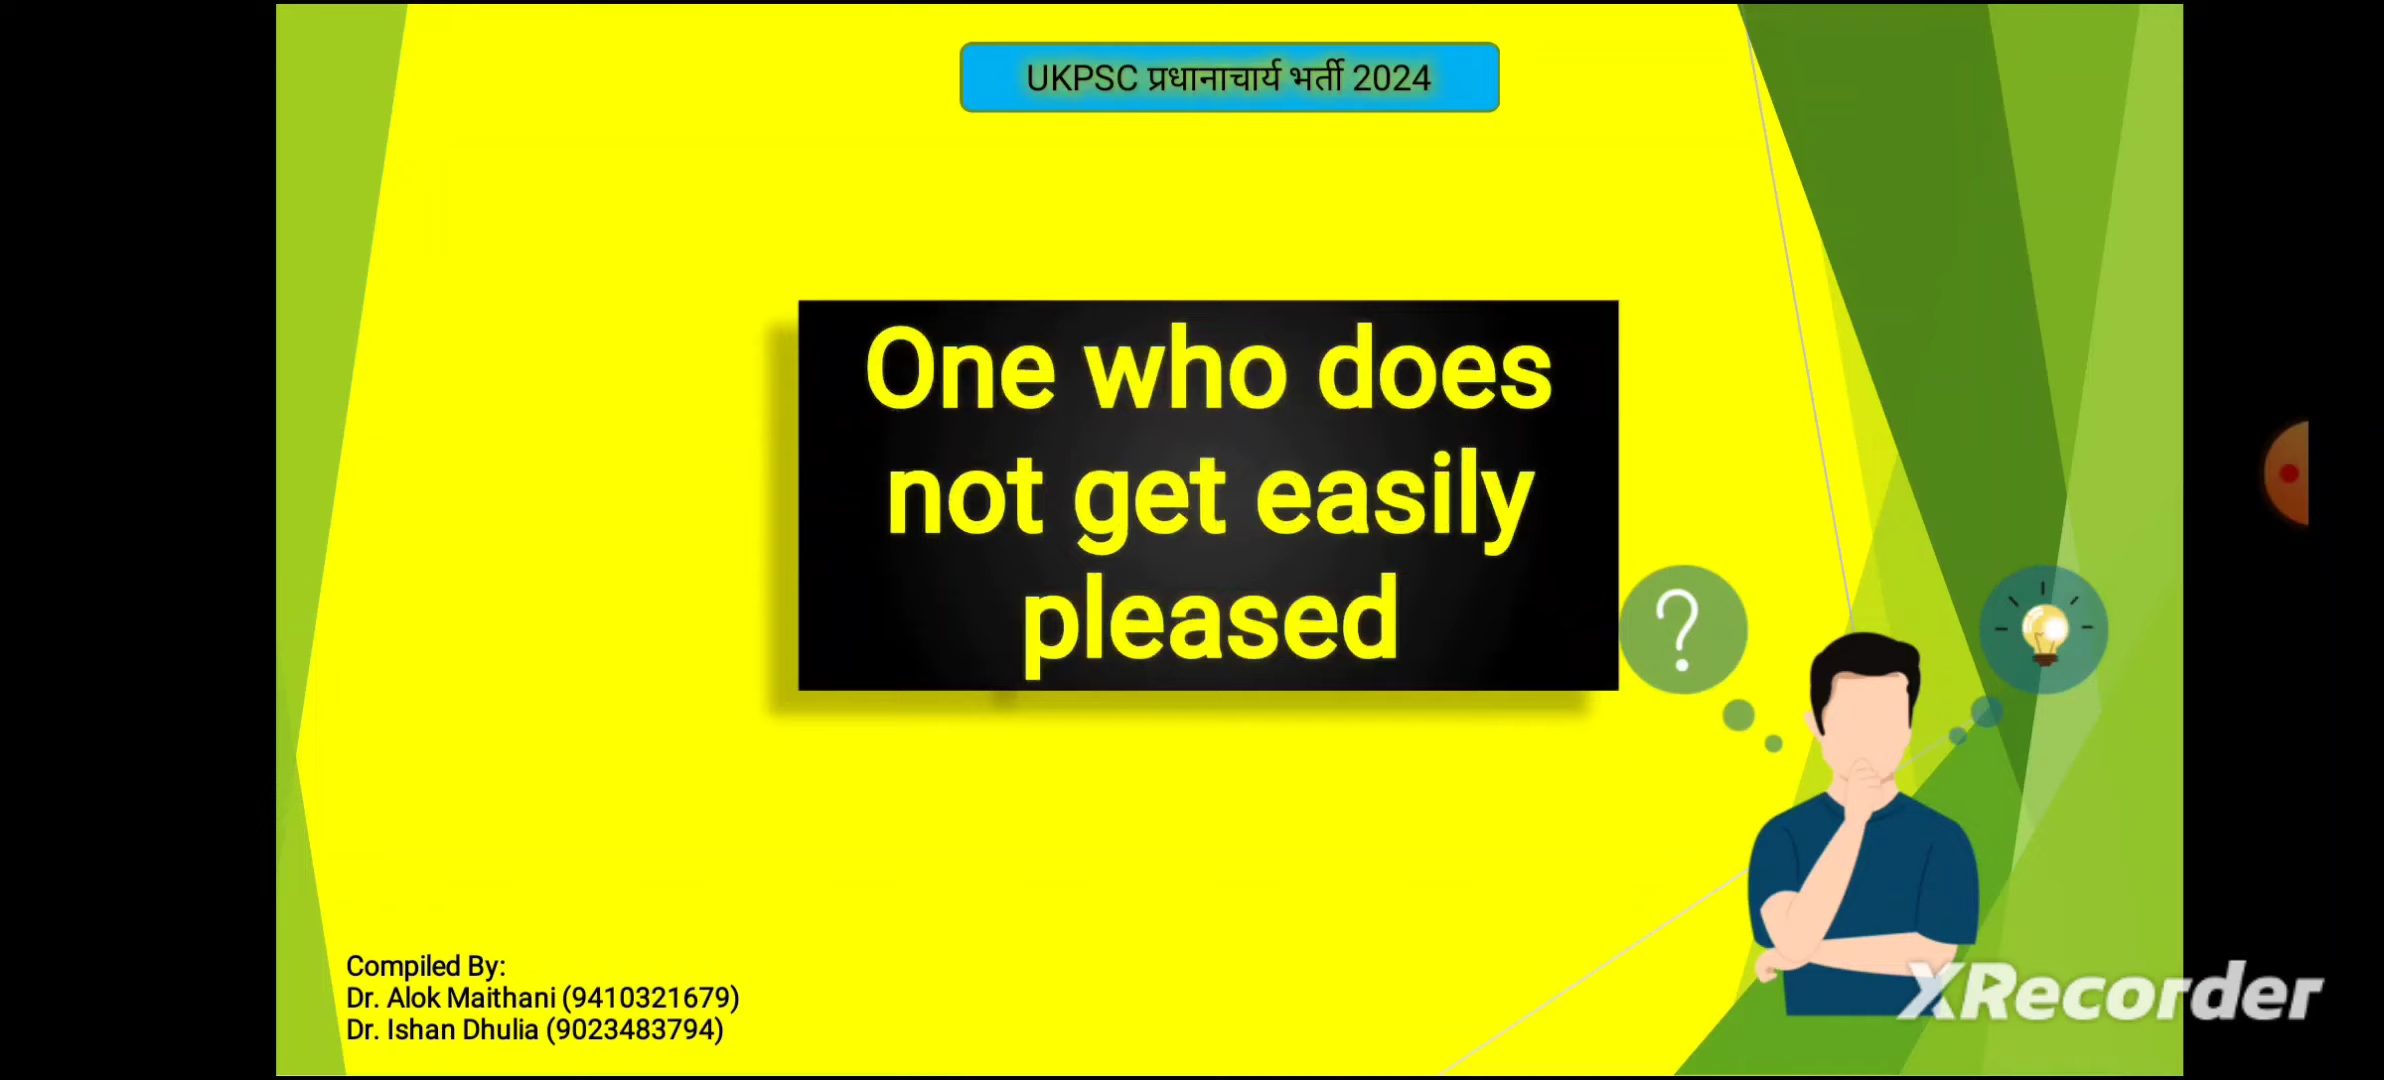 UKPSC प्रधानाचार्य भर्ती 2024
One who does
not get easily
pleased
?
Compiled By:
Dr. Alok Maithani (9410321679)
Dr. Ishan Dhulia (9023483794)
XRecorder